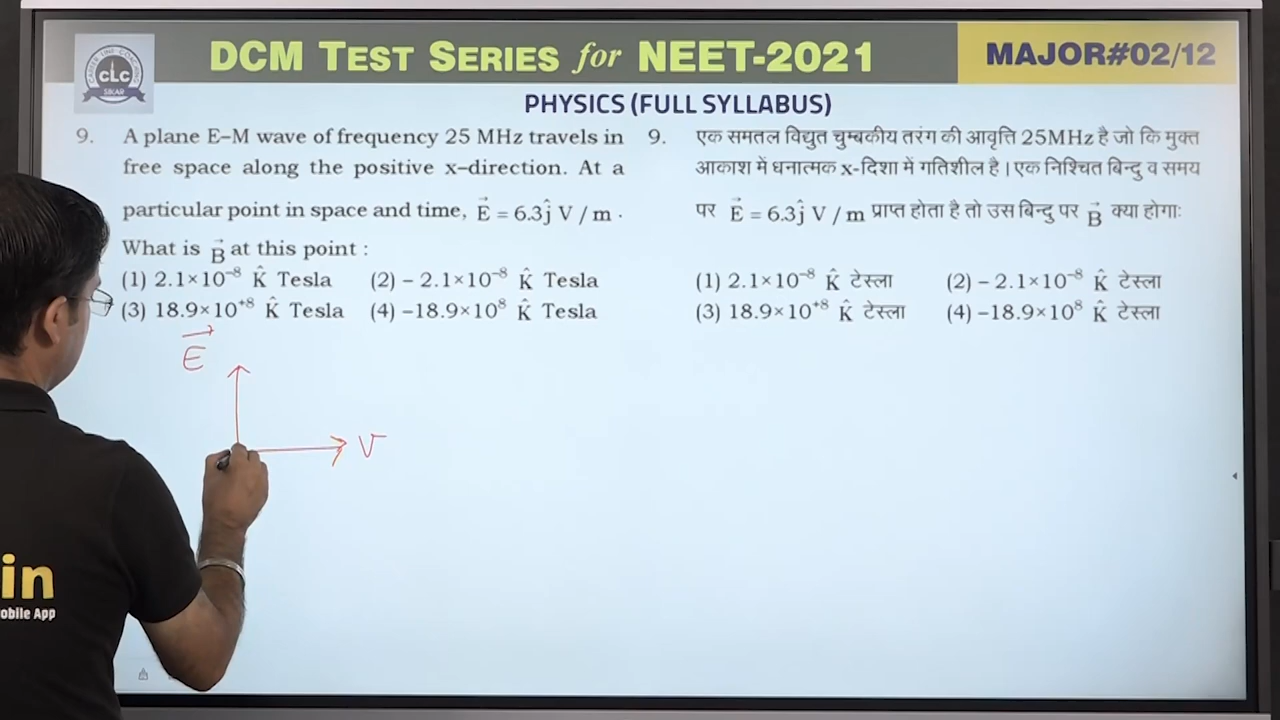 DCM TEST SERIES for NEET-2021
MAJOR#02/12
CAREER LINE COACHING
CLC
SIKAR
PHYSICS (FULL SYLLABUS)
9. A plane E–M wave of frequency 25 MHz travels in
free space along the positive x–direction. At a
particular point in space and time, E⃗ = 6.3ĵ V / m .
What is B⃗ at this point :
(1) 2.1×10⁻⁸ K̂ Tesla (2) – 2.1×10⁻⁸ K̂ Tesla
(3) 18.9×10⁺⁸ K̂ Tesla (4) –18.9×10⁸ K̂ Tesla
9. एक समतल विद्युत चुम्बकीय तरंग की आवृत्ति 25MHz है जो कि मुक्त
आकाश में धनात्मक x-दिशा में गतिशील है। एक निश्चित बिन्दु व समय
पर E⃗ = 6.3ĵ V / m प्राप्त होता है तो उस बिन्दु पर B⃗ क्या होगाः
(1) 2.1×10⁻⁸ K̂ टेस्ला (2) – 2.1×10⁻⁸ K̂ टेस्ला
(3) 18.9×10⁺⁸ K̂ टेस्ला (4) –18.9×10⁸ K̂ टेस्ला
E⃗
V
in
obile App